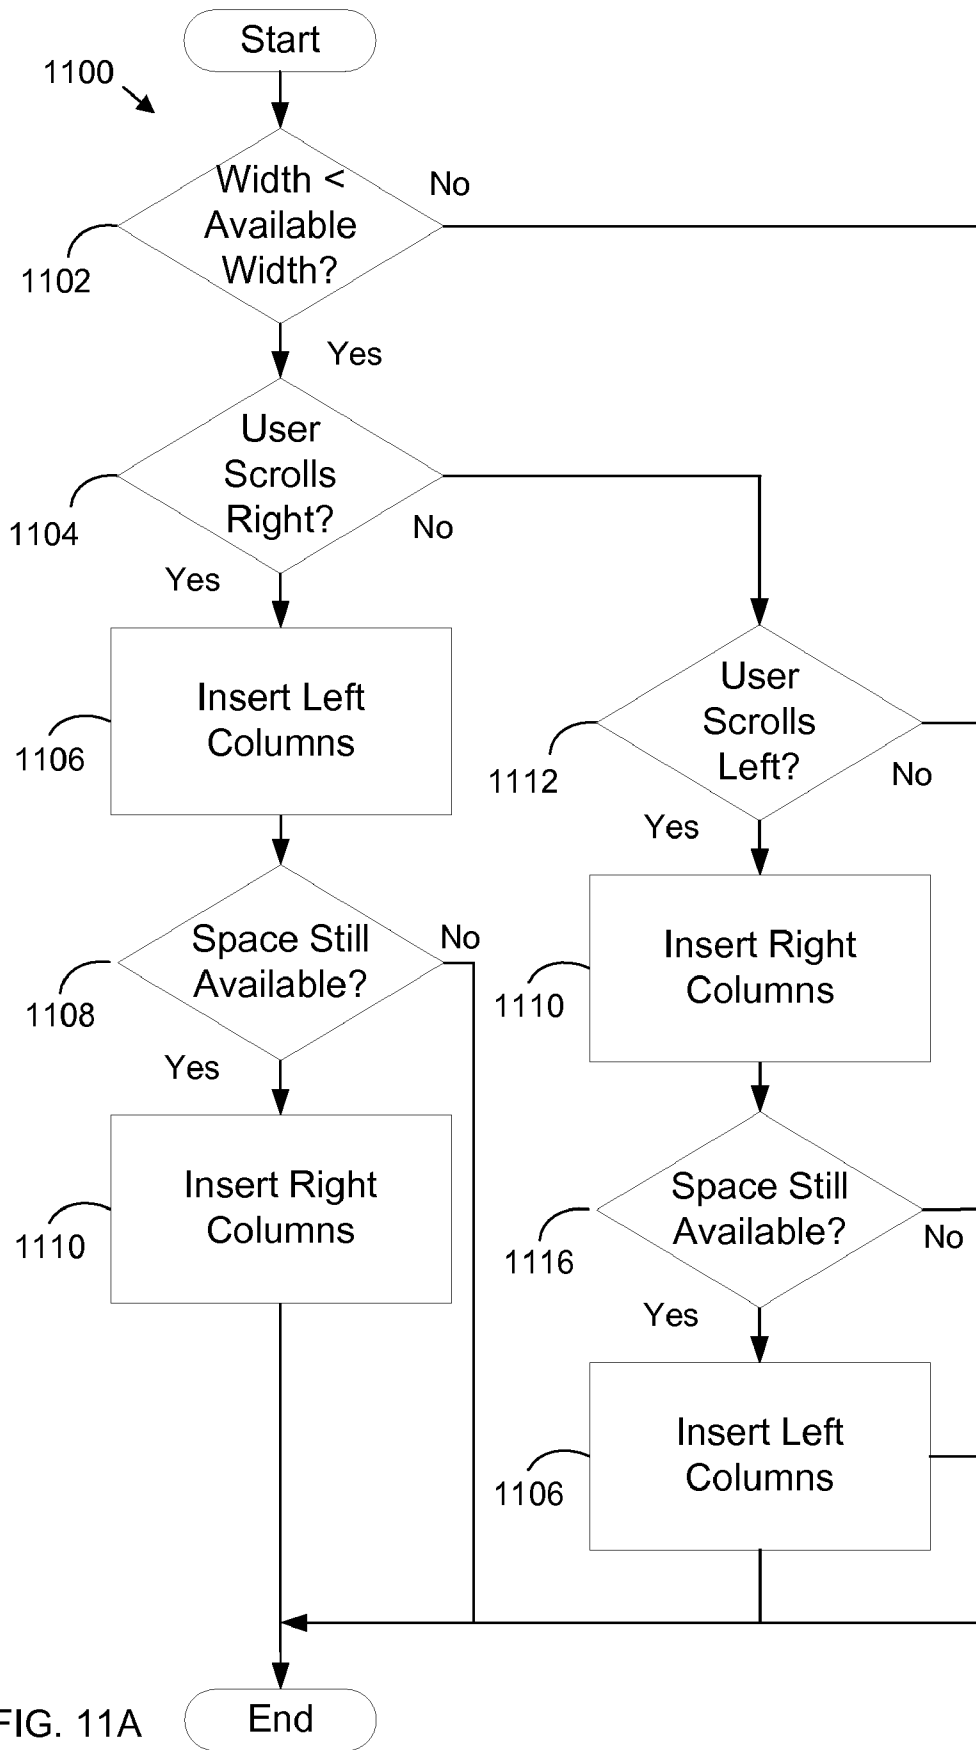 Start
1100
Width <
Available
Width?
No
1102
Yes
User
Scrolls
Right?
No
1104
Yes
Insert Left
Columns
1106
User
Scrolls
Left?
No
1112
Yes
Space Still
Available?
No
1108
Yes
Insert Right
Columns
1110
Insert Right
Columns
1110
Space Still
Available?
No
1116
Yes
Insert Left
Columns
1106
End
FIG. 11A